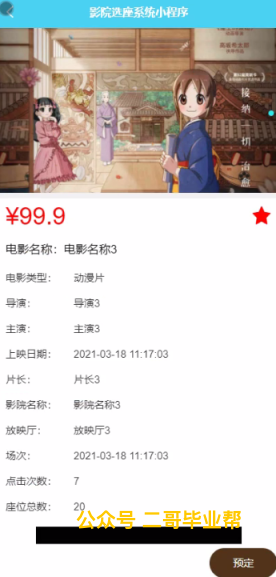 影院选座系统小程序
接纳一切 治愈
¥99.9
电影名称: 电影名称3
电影类型: 动漫片
导演: 导演3
主演: 主演3
上映日期: 2021-03-18 11:17:03
片长: 片长3
影院名称: 影院名称3
放映厅: 放映厅3
场次: 2021-03-18 11:17:03
点击次数: 7
座位总数: 20
公众号 二哥毕业帮
预定